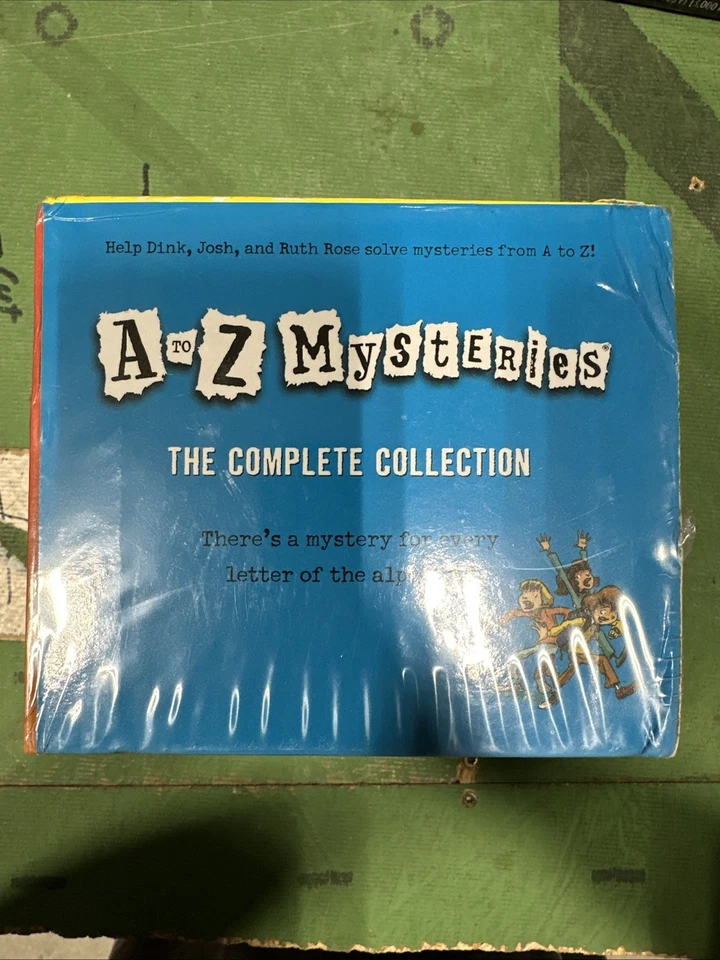 Help Dink, Josh, and Ruth Rose solve mysteries from A to Z!
A TO Z MYSTERIES®
THE COMPLETE COLLECTION
There's a mystery for every
letter of the